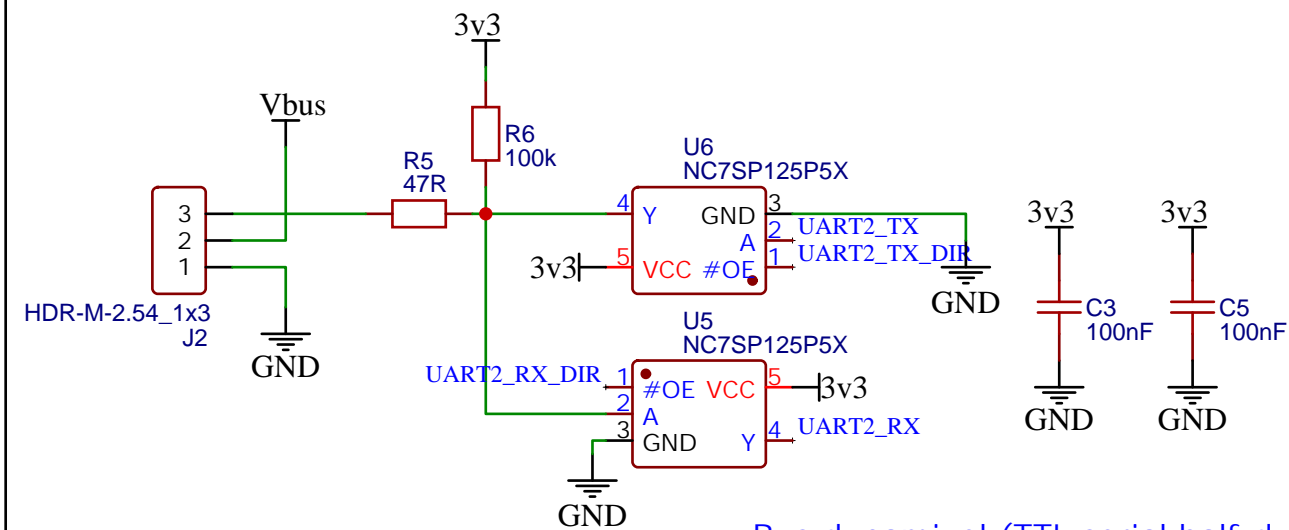 3v3
Vbus
R6
100k
R5
47R
U6
NC7SP125P5X
3
2
1
HDR-M-2.54_1x3
J2
GND
4
Y
GND
3
A
2
UART2_TX
3v3
5
VCC
#OE
1
UART2_TX_DIR
GND
3v3
C3
100nF
GND
3v3
C5
100nF
GND
U5
NC7SP125P5X
UART2_RX_DIR
1
#OE
VCC
5
3v3
2
A
3
GND
Y
4
UART2_RX
GND